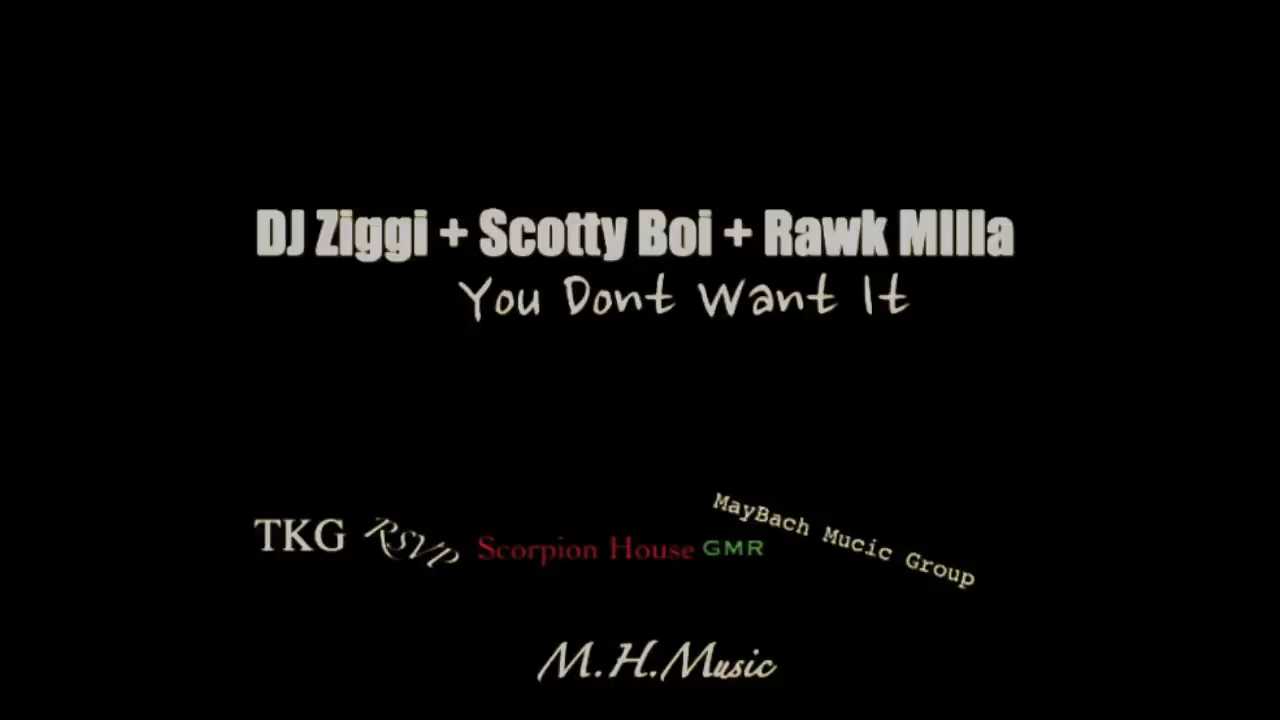 DJ Ziggi + Scotty Boi + Rawk MIlla
You Dont Want It
TKG RSVP Scorpion House GMR MayBach Mucic Group
M.H.Music